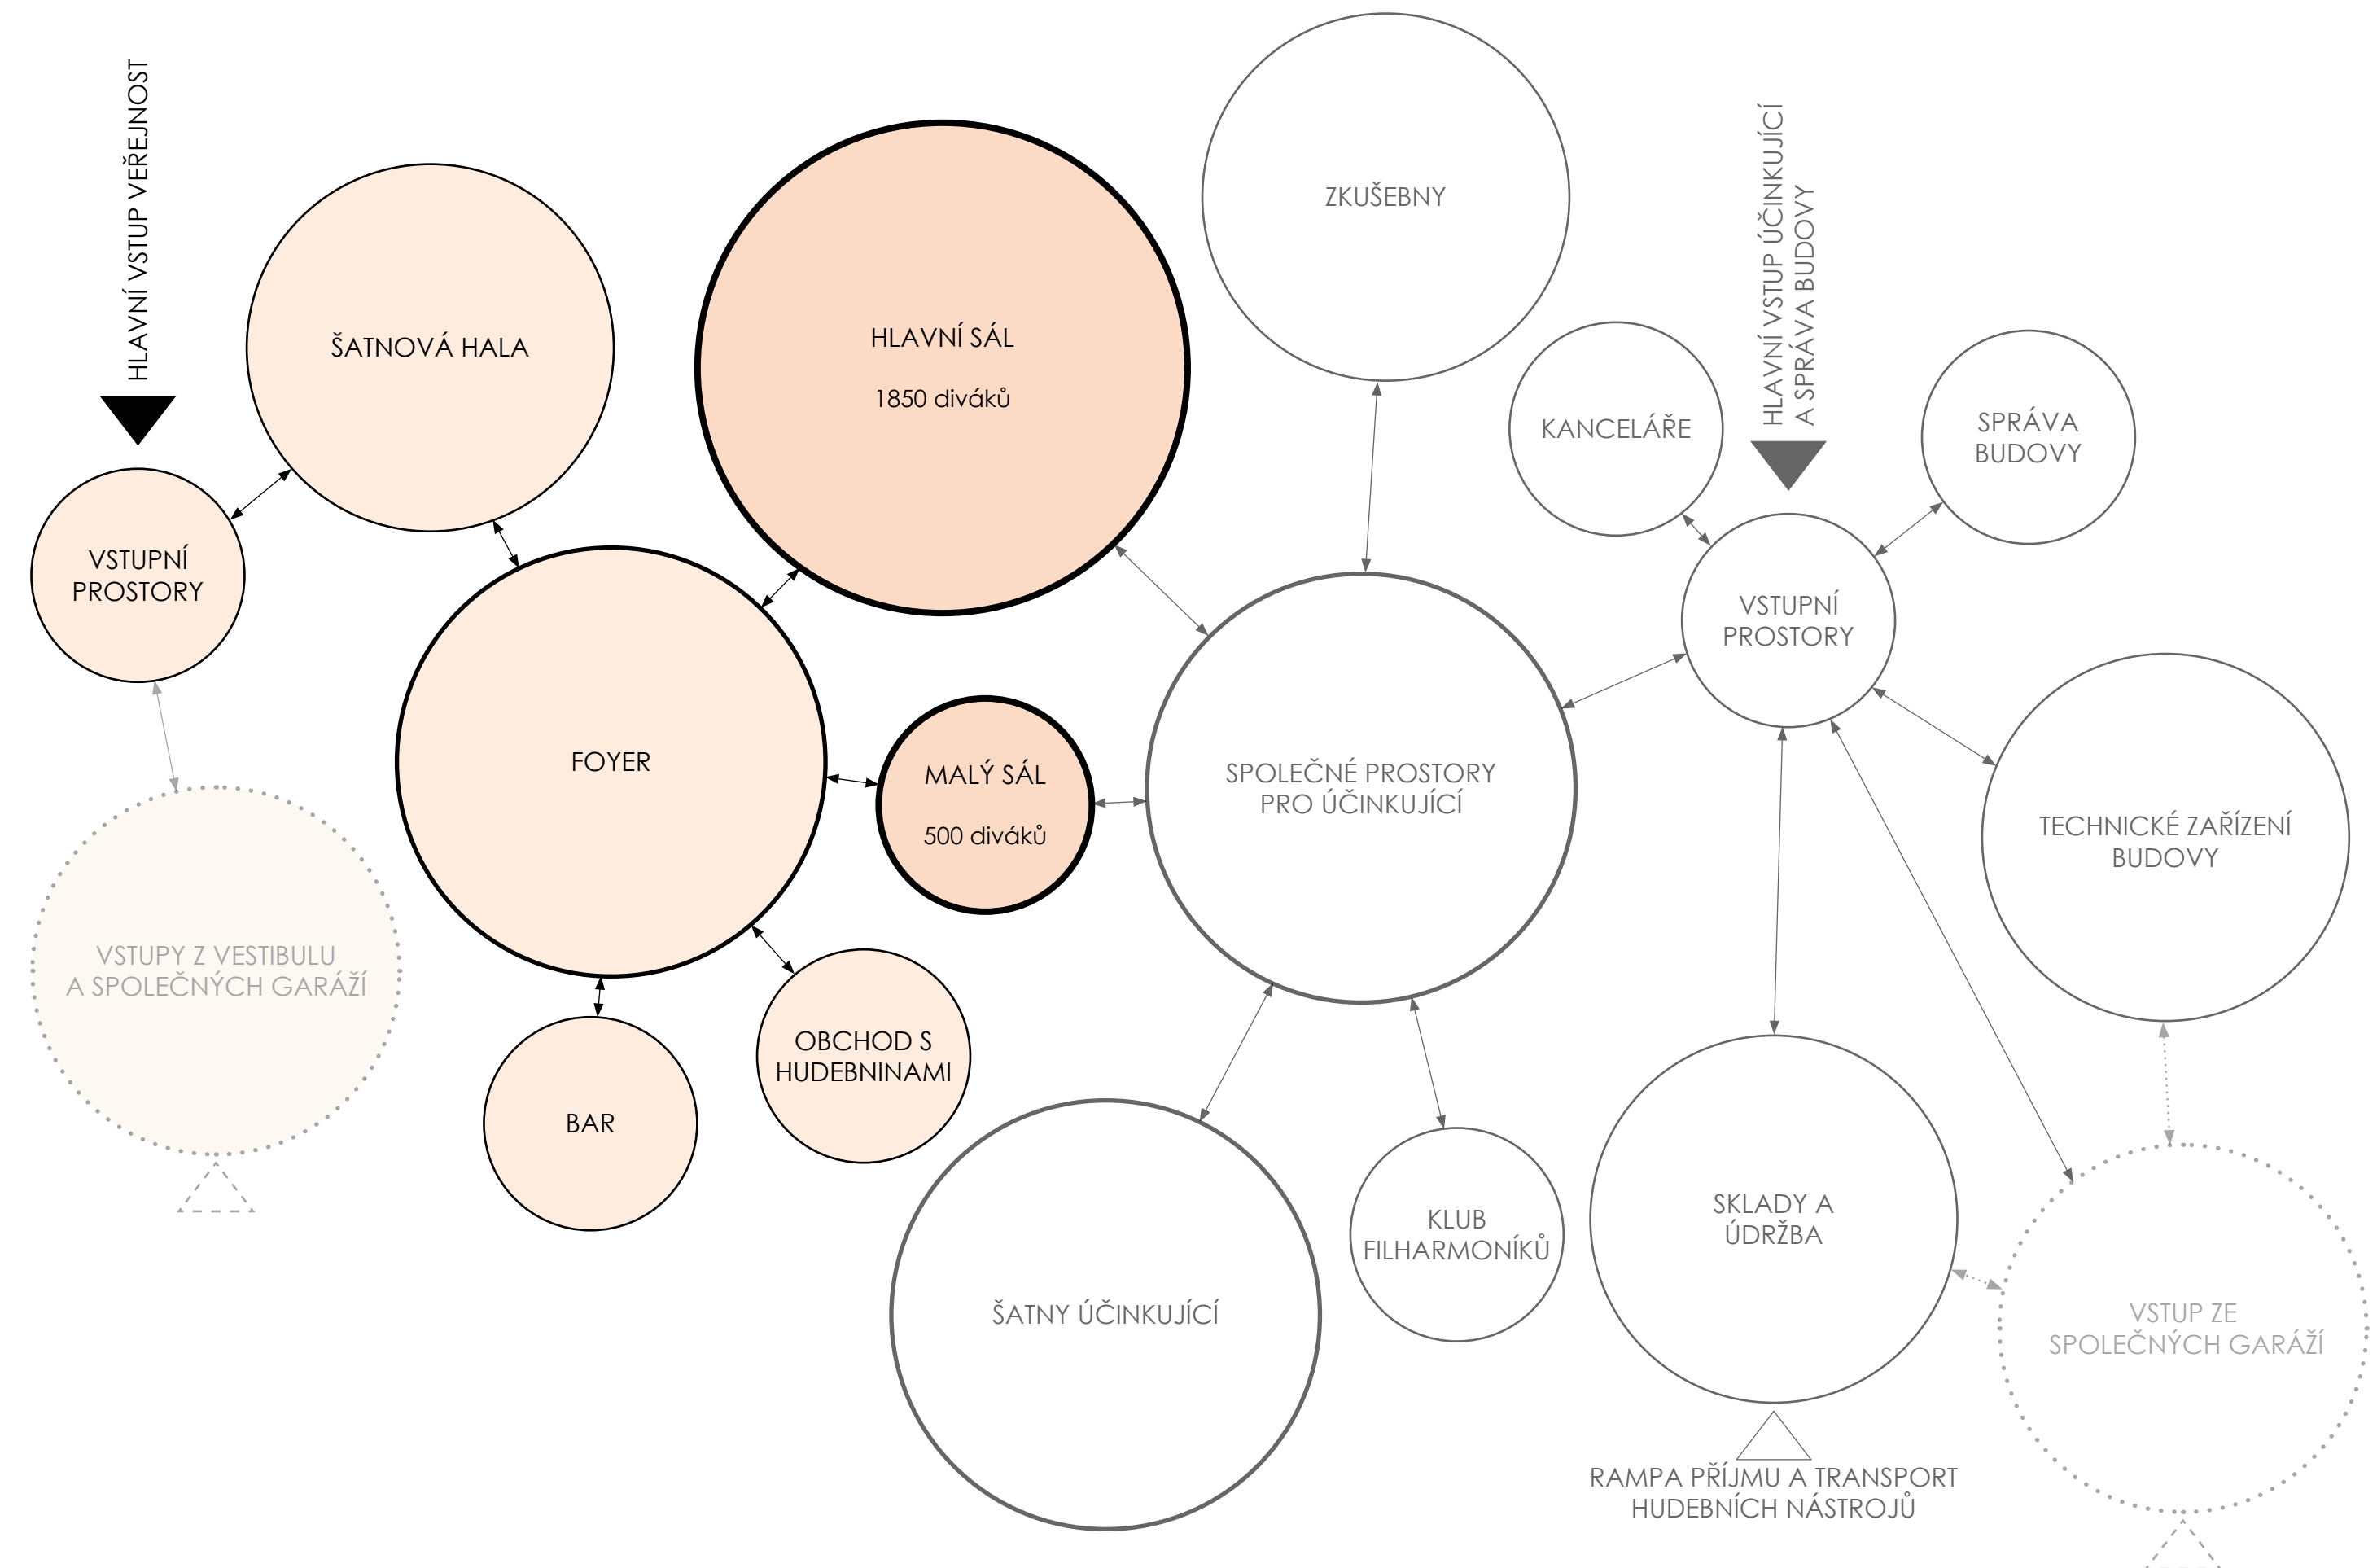 HLAVNÍ VSTUP VĚŘEJNOST
ŠATNOVÁ HALA
HLAVNÍ SÁL
1850 diváků
ZKUŠEBNY
HLAVNÍ VSTUP ÚČINKUJÍCÍ
A SPRÁVA BUDOVY
KANCELÁŘE
SPRÁVA
BUDOVY
VSTUPNÍ
PROSTORY
VSTUPNÍ
PROSTORY
FOYER
MALÝ SÁL
500 diváků
SPOLEČNÉ PROSTORY
PRO ÚČINKUJÍCÍ
TECHNICKÉ ZAŘÍZENÍ
BUDOVY
VSTUPY Z VESTIBULU
A SPOLEČNÝCH GARÁŽÍ
OBCHOD S
HUDEBNINAMI
BAR
ŠATNY ÚČINKUJÍCÍ
KLUB
FILHARMONÍKŮ
SKLADY A
ÚDRŽBA
VSTUP ZE
SPOLEČNÝCH GARÁŽÍ
RAMPA PŘÍJMU A TRANSPORT
HUDEBNÍCH NÁSTROJŮ